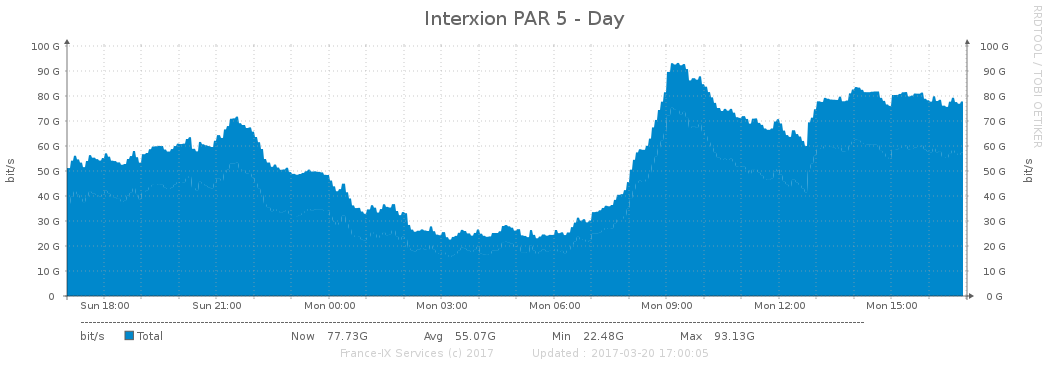 Interxion PAR 5 - Day
RRDTOOL / TOBI OETIKER
bit/s
100 G
90 G
80 G
70 G
60 G
50 G
40 G
30 G
20 G
10 G
0
100 G
90 G
80 G
70 G
60 G
50 G
40 G
30 G
20 G
10 G
0 G
bit/s
Sun 18:00 Sun 21:00 Mon 00:00 Mon 03:00 Mon 06:00 Mon 09:00 Mon 12:00 Mon 15:00
bit/s Total Now 77.73G Avg 55.07G Min 22.48G Max 93.13G
France-IX Services (c) 2017 Updated : 2017-03-20 17:00:05